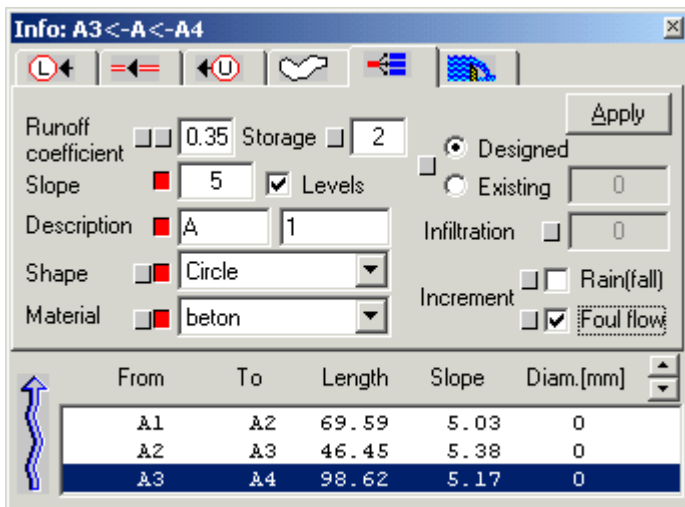 Info: A3<-A<-A4
L U
Apply
Runoff coefficient 0.35 Storage 2
Designed
Slope 5 Levels
Existing 0
Description A 1
Infiltration 0
Shape Circle
Increment Rain(fall)
Material beton
Foul flow
From To Length Slope Diam.[mm]
A1 A2 69.59 5.03 0
A2 A3 46.45 5.38 0
A3 A4 98.62 5.17 0